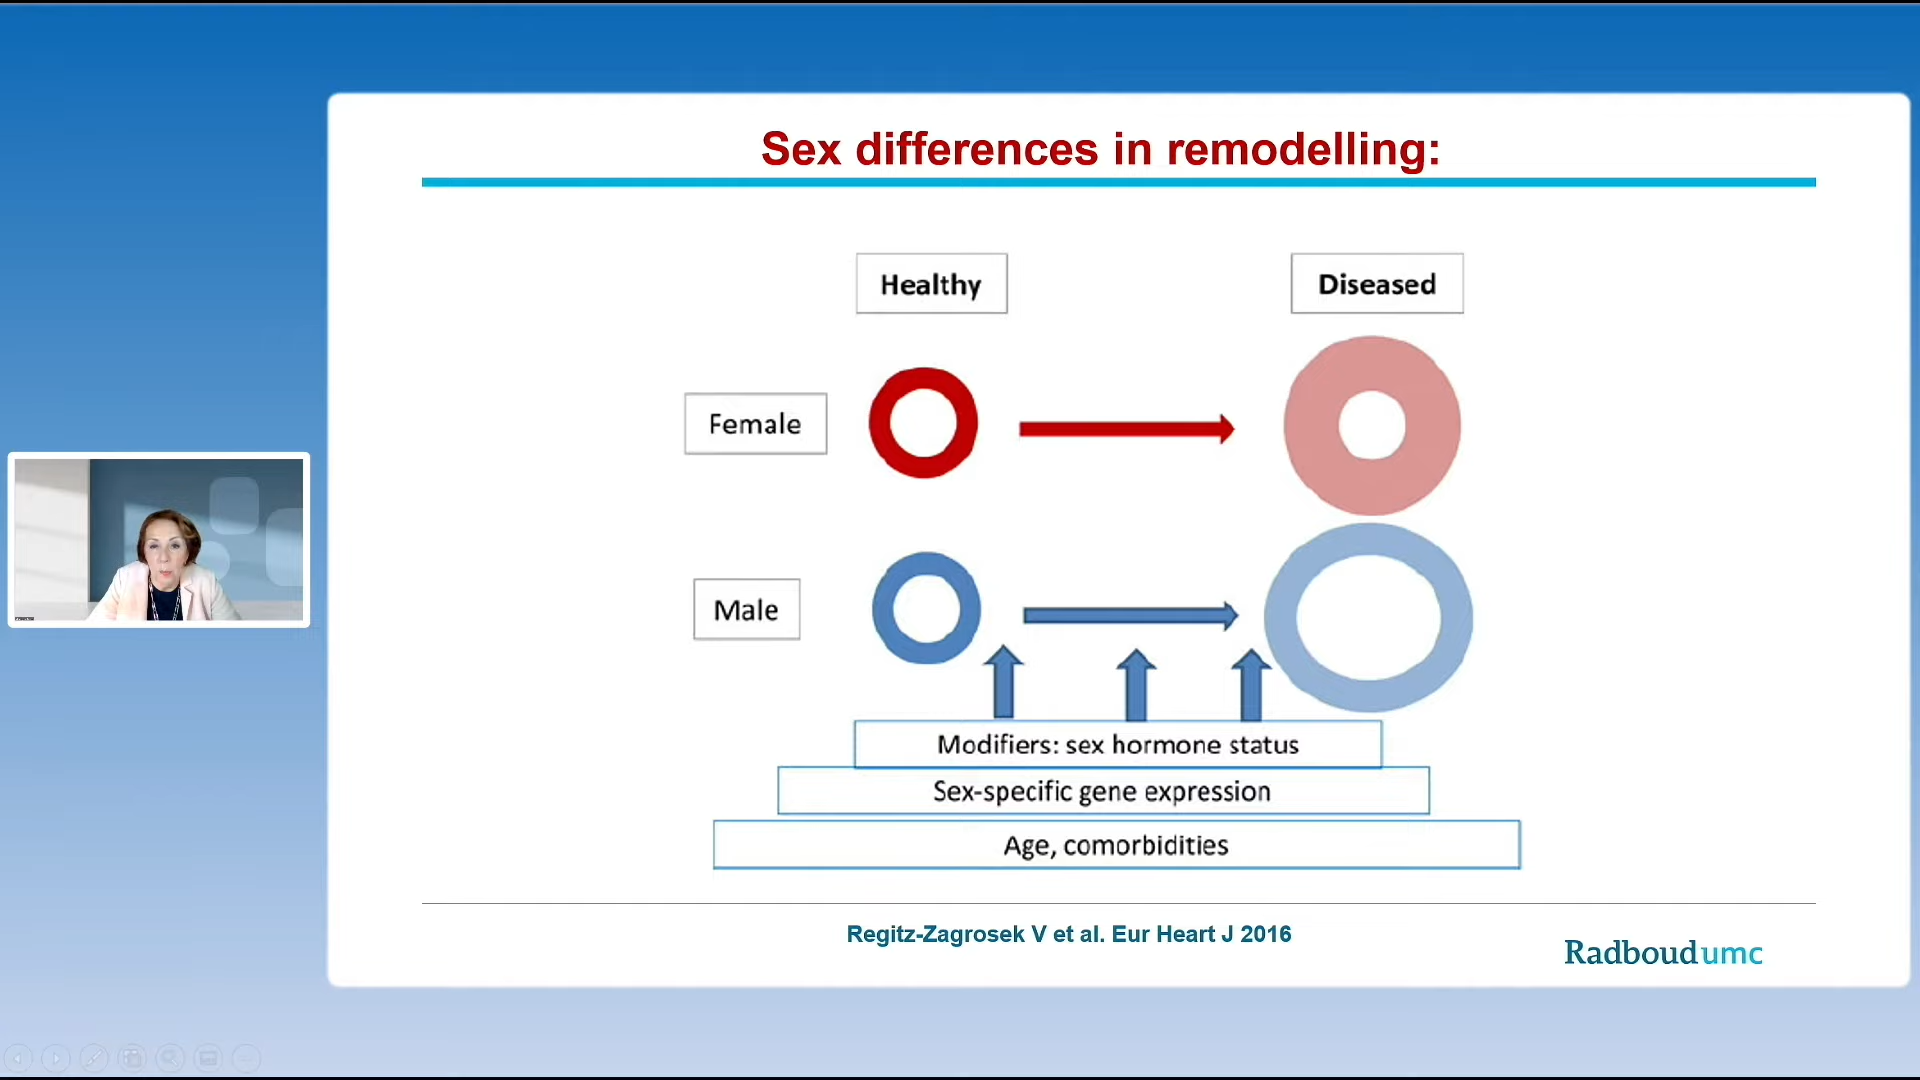 Sex differences in remodelling:
Healthy
Diseased
Female
Male
Modifiers: sex hormone status
Sex-specific gene expression
Age, comorbidities
Regitz-Zagrosek V et al. Eur Heart J 2016
Radboudumc